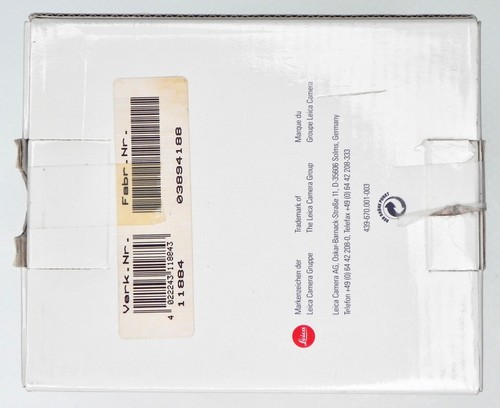 Verk.Nr.
Fabr.Nr.
4 022243 118843
11884
03894188
Leica
Markenzeichen der
Leica Camera Gruppe
Trademark of
The Leica Camera Group
Marque du
Groupe Leica Camera
Leica Camera AG, Oskar-Barnack-Straße 11, D-35606 Solms, Germany
Telefon +49 (0) 64 42 208-0, Telefax +49 (0) 64 42 208-333
439-670.001-003